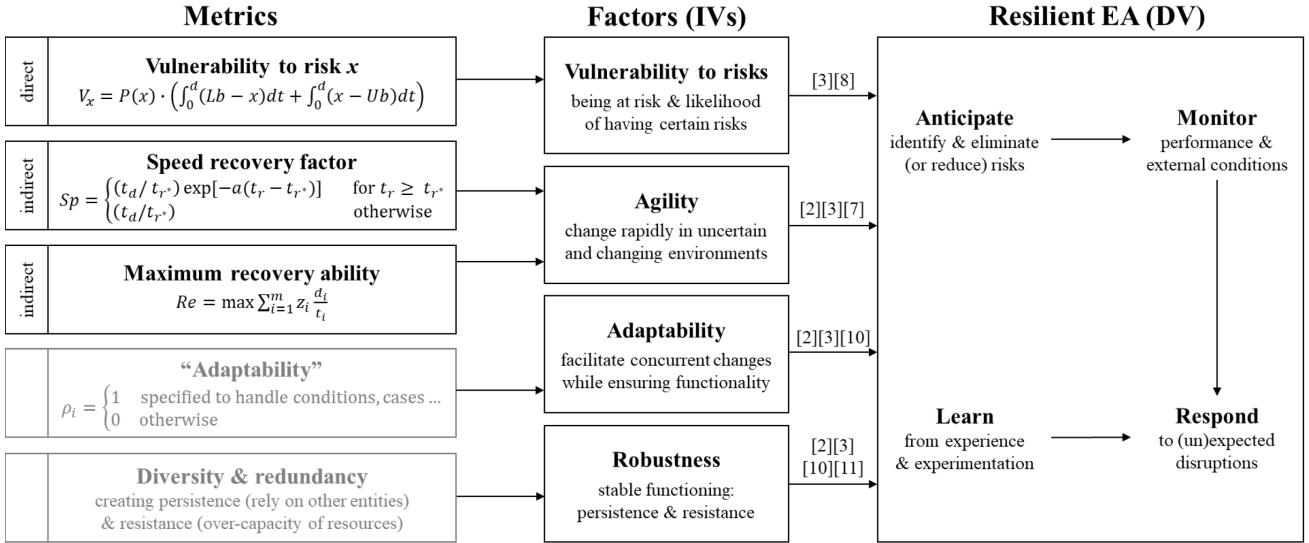 Metrics
Factors (IVs)
Resilient EA (DV)
direct
Vulnerability to risk x
V_x = P(x) · (∫_0^d (Lb − x)dt + ∫_0^d (x − Ub)dt)
indirect
Speed recovery factor
Sp = { (t_d / t_{r*}) exp[−a(t_r − t_{r*})] for t_r ≥ t_{r*}
(t_d/t_{r*}) otherwise
indirect
Maximum recovery ability
Re = max ∑_{i=1}^m z_i d_i/t_i
“Adaptability”
ρ_i = { 1 specified to handle conditions, cases ...
0 otherwise
Diversity & redundancy
creating persistence (rely on other entities)
& resistance (over-capacity of resources)
Vulnerability to risks
being at risk & likelihood
of having certain risks
Agility
change rapidly in uncertain
and changing environments
Adaptability
facilitate concurrent changes
while ensuring functionality
Robustness
stable functioning:
persistence & resistance
[3][8]
[2][3][7]
[2][3][10]
[2][3]
[10][11]
Anticipate
identify & eliminate
(or reduce) risks
Monitor
performance &
external conditions
Learn
from experience
& experimentation
Respond
to (un)expected
disruptions